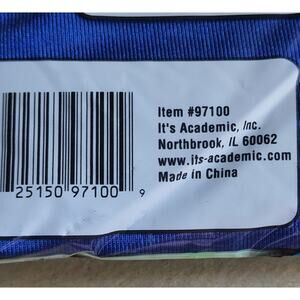 Item #97100
It's Academic, Inc.
Northbrook, IL 60062
www.its-academic.com
Made in China
25150 97100 9